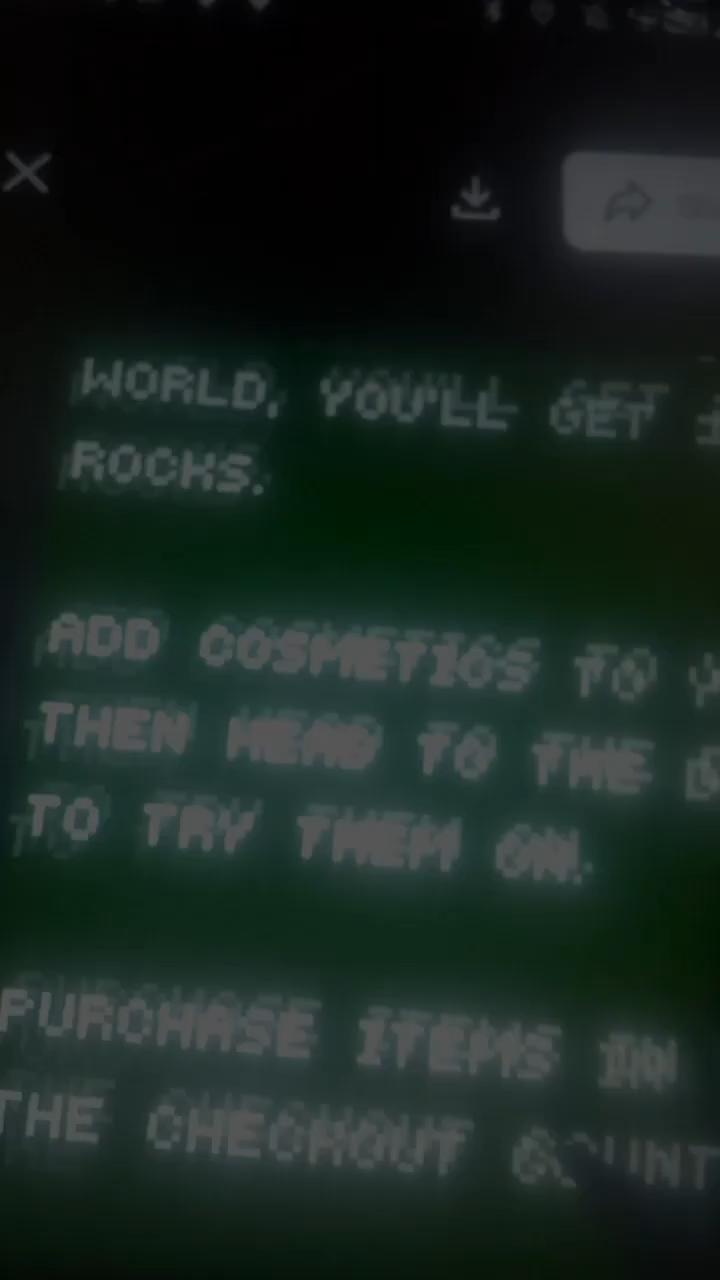 WORLD, YOU'LL GET
ROCKS.
ADD COSMETICS TO
THEN HEAD TO THE
TO TRY THEM ON.
PURCHASE ITEMS IN
THE CHECKOUT